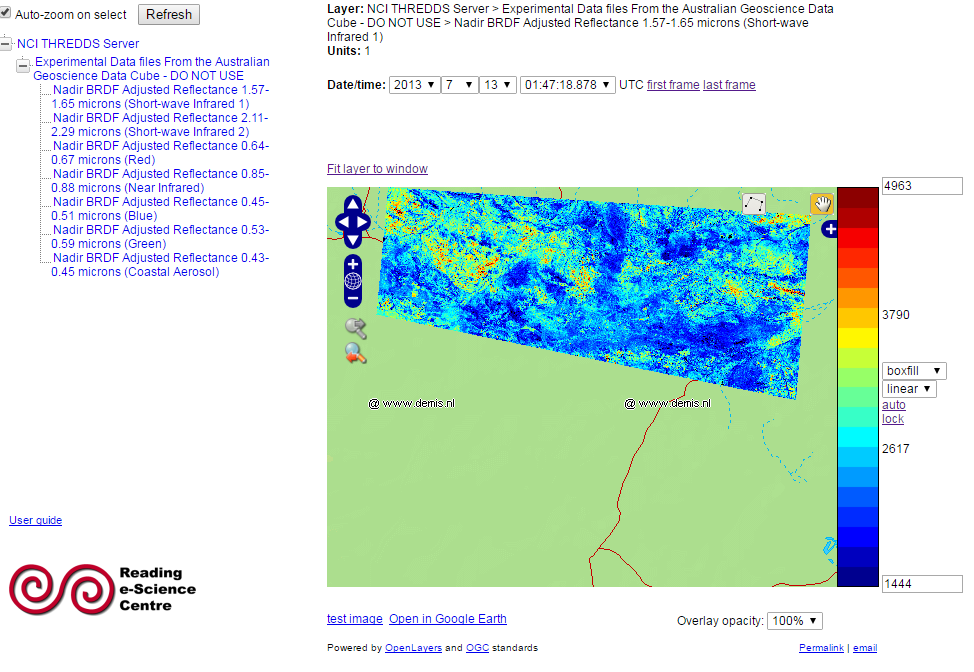 Auto-zoom on select
Refresh
NCI THREDDS Server
Experimental Data files From the Australian
Geoscience Data Cube - DO NOT USE
Nadir BRDF Adjusted Reflectance 1.57-
1.65 microns (Short-wave Infrared 1)
Nadir BRDF Adjusted Reflectance 2.11-
2.29 microns (Short-wave Infrared 2)
Nadir BRDF Adjusted Reflectance 0.64-
0.67 microns (Red)
Nadir BRDF Adjusted Reflectance 0.85-
0.88 microns (Near Infrared)
Nadir BRDF Adjusted Reflectance 0.45-
0.51 microns (Blue)
Nadir BRDF Adjusted Reflectance 0.53-
0.59 microns (Green)
Nadir BRDF Adjusted Reflectance 0.43-
0.45 microns (Coastal Aerosol)
User guide
Reading
e-Science
Centre
Layer: NCI THREDDS Server > Experimental Data files From the Australian Geoscience Data
Cube - DO NOT USE > Nadir BRDF Adjusted Reflectance 1.57-1.65 microns (Short-wave
Infrared 1)
Units: 1
Date/time: 2013 7 13 01:47:18.878 UTC first frame last frame
Fit layer to window
@ www.demis.nl
@ www.demis.nl
4963
3790
boxfill
linear
auto
lock
2617
1444
test image Open in Google Earth
Overlay opacity: 100%
Powered by OpenLayers and OGC standards
Permalink | email